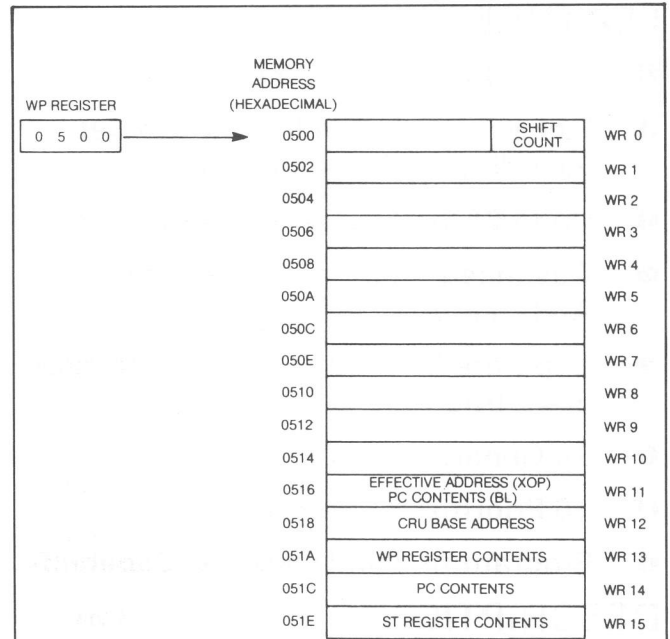 MEMORY
ADDRESS
WP REGISTER (HEXADECIMAL)
0 5 0 0 0500 SHIFT COUNT WR 0
0502 WR 1
0504 WR 2
0506 WR 3
0508 WR 4
050A WR 5
050C WR 6
050E WR 7
0510 WR 8
0512 WR 9
0514 WR 10
0516 EFFECTIVE ADDRESS (XOP) PC CONTENTS (BL) WR 11
0518 CRU BASE ADDRESS WR 12
051A WP REGISTER CONTENTS WR 13
051C PC CONTENTS WR 14
051E ST REGISTER CONTENTS WR 15